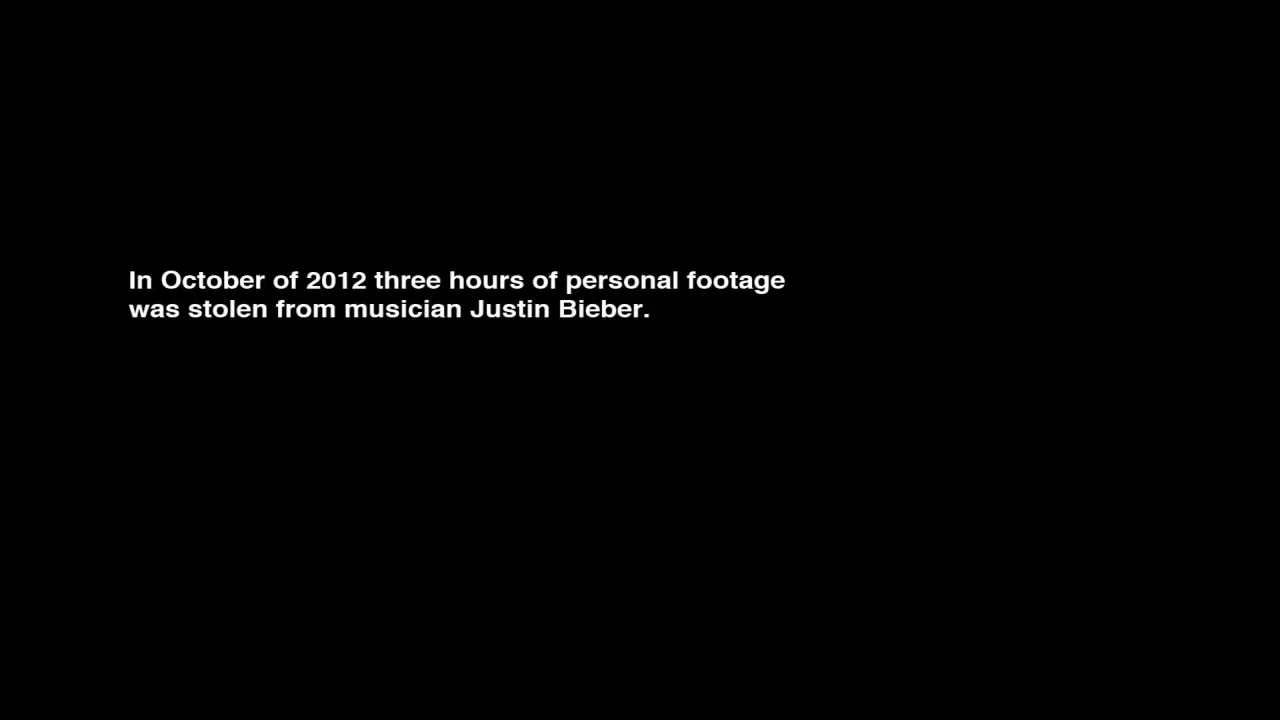 In October of 2012 three hours of personal footage
was stolen from musician Justin Bieber.